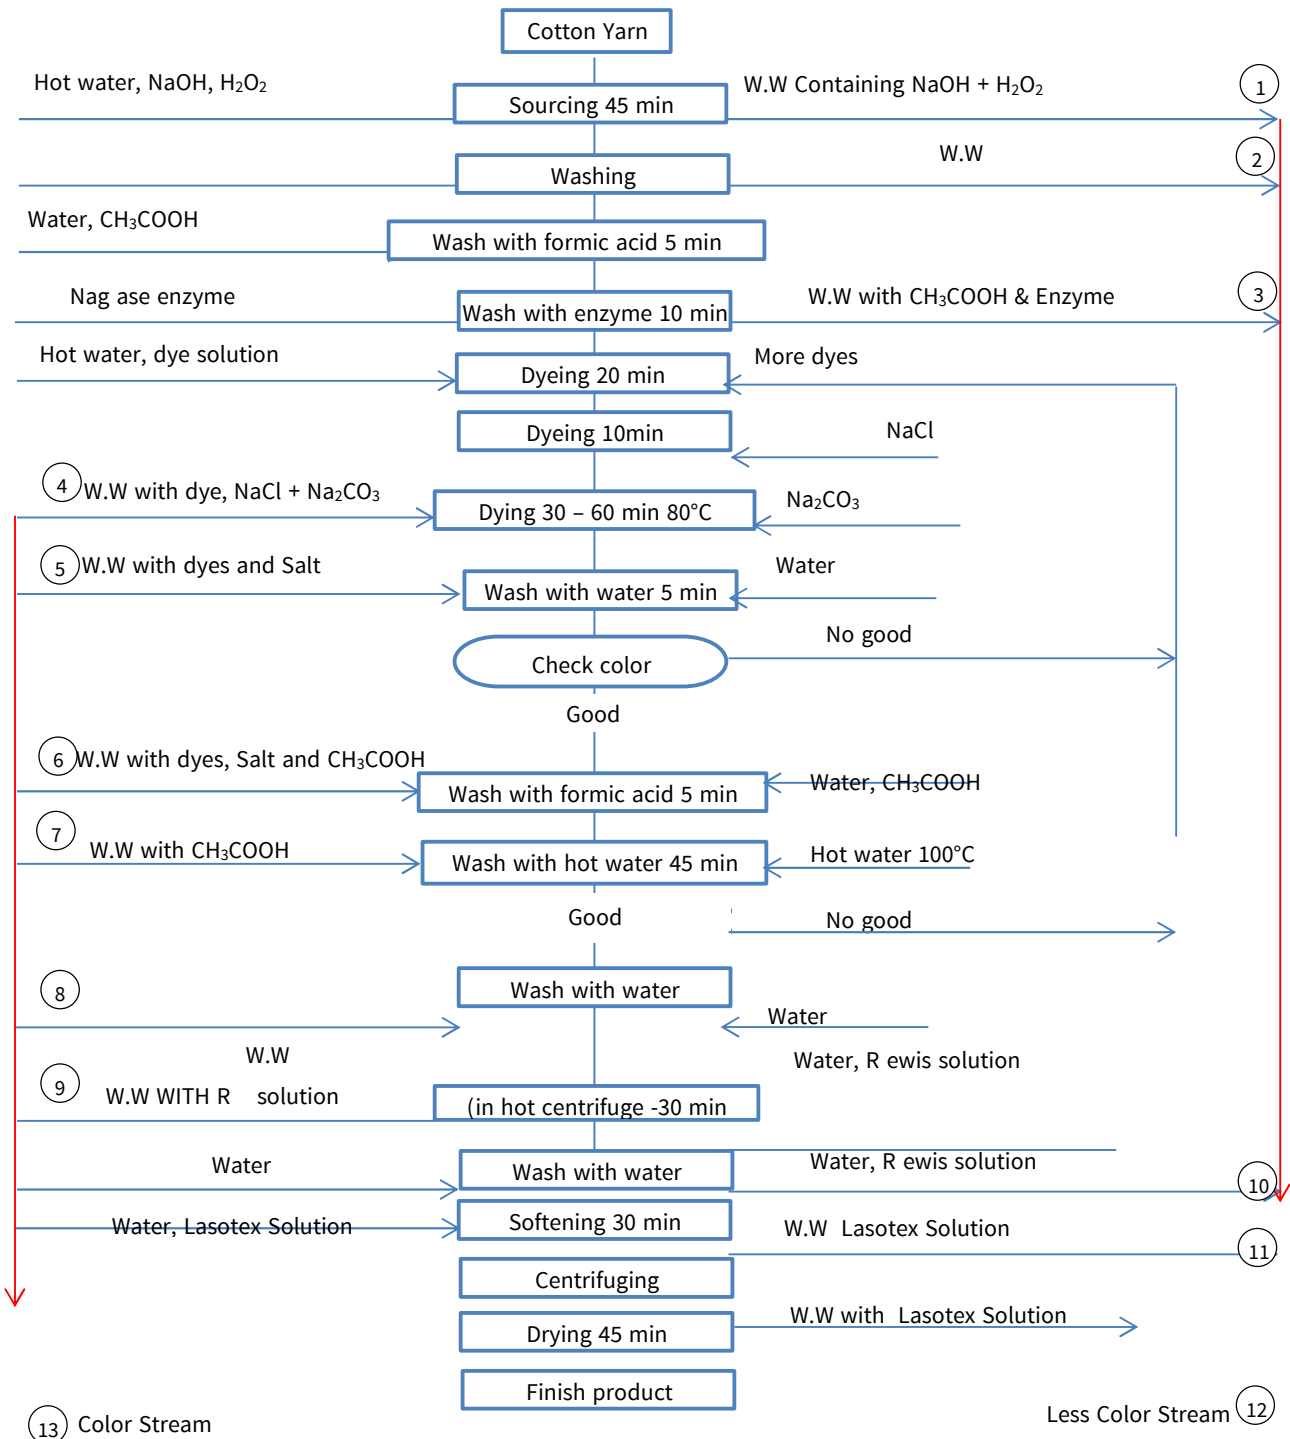 Cotton Yarn
Hot water, NaOH, H₂O₂
W.W Containing NaOH + H₂O₂
1
Sourcing 45 min
W.W
2
Washing
Water, CH₃COOH
Wash with formic acid 5 min
Nag ase enzyme
W.W with CH₃COOH & Enzyme
3
Wash with enzyme 10 min
Hot water, dye solution
More dyes
Dyeing 20 min
Dyeing 10min
NaCl
4
W.W with dye, NaCl + Na₂CO₃
Dying 30 – 60 min 80°C
Na₂CO₃
5
W.W with dyes and Salt
Water
Wash with water 5 min
No good
Check color
Good
6
W.W with dyes, Salt and CH₃COOH
Water, CH₃COOH
Wash with formic acid 5 min
7
W.W with CH₃COOH
Wash with hot water 45 min
Hot water 100°C
Good
No good
8
Wash with water
Water
W.W
Water, R ewis solution
9
W.W WITH R solution
(in hot centrifuge -30 min
Water
Wash with water
Water, R ewis solution
10
Water, Lasotex Solution
Softening 30 min
W.W Lasotex Solution
11
Centrifuging
W.W with Lasotex Solution
Drying 45 min
Finish product
Less Color Stream
12
13
Color Stream